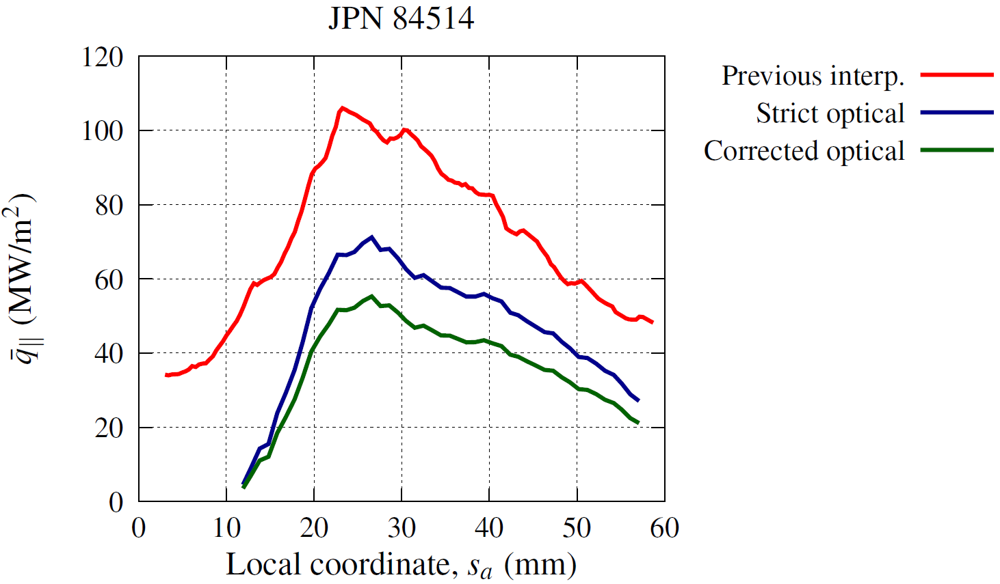 JPN 84514
120
100
80
60
40
20
0
0 10 20 30 40 50 60
q̄∥ (MW/m²)
Local coordinate, sₐ (mm)
Previous interp.
Strict optical
Corrected optical